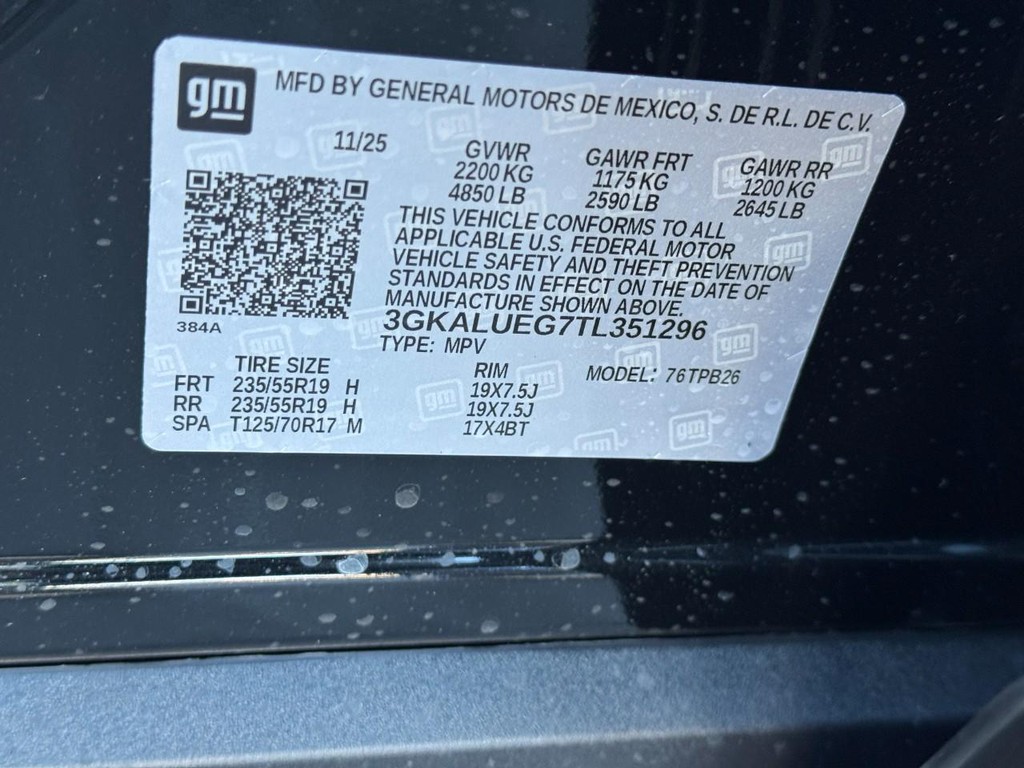 gm MFD BY GENERAL MOTORS DE MEXICO, S. DE R.L. DE C.V.
11/25 GVWR GAWR FRT GAWR RR
2200 KG 1175 KG 1200 KG
4850 LB 2590 LB 2645 LB
THIS VEHICLE CONFORMS TO ALL
APPLICABLE U.S. FEDERAL MOTOR
VEHICLE SAFETY AND THEFT PREVENTION
STANDARDS IN EFFECT ON THE DATE OF
MANUFACTURE SHOWN ABOVE.
384A 3GKALUEG7TL351296
TYPE: MPV
TIRE SIZE RIM MODEL: 76TPB26
FRT 235/55R19 H 19X7.5J
RR 235/55R19 H 19X7.5J
SPA T125/70R17 M 17X4BT